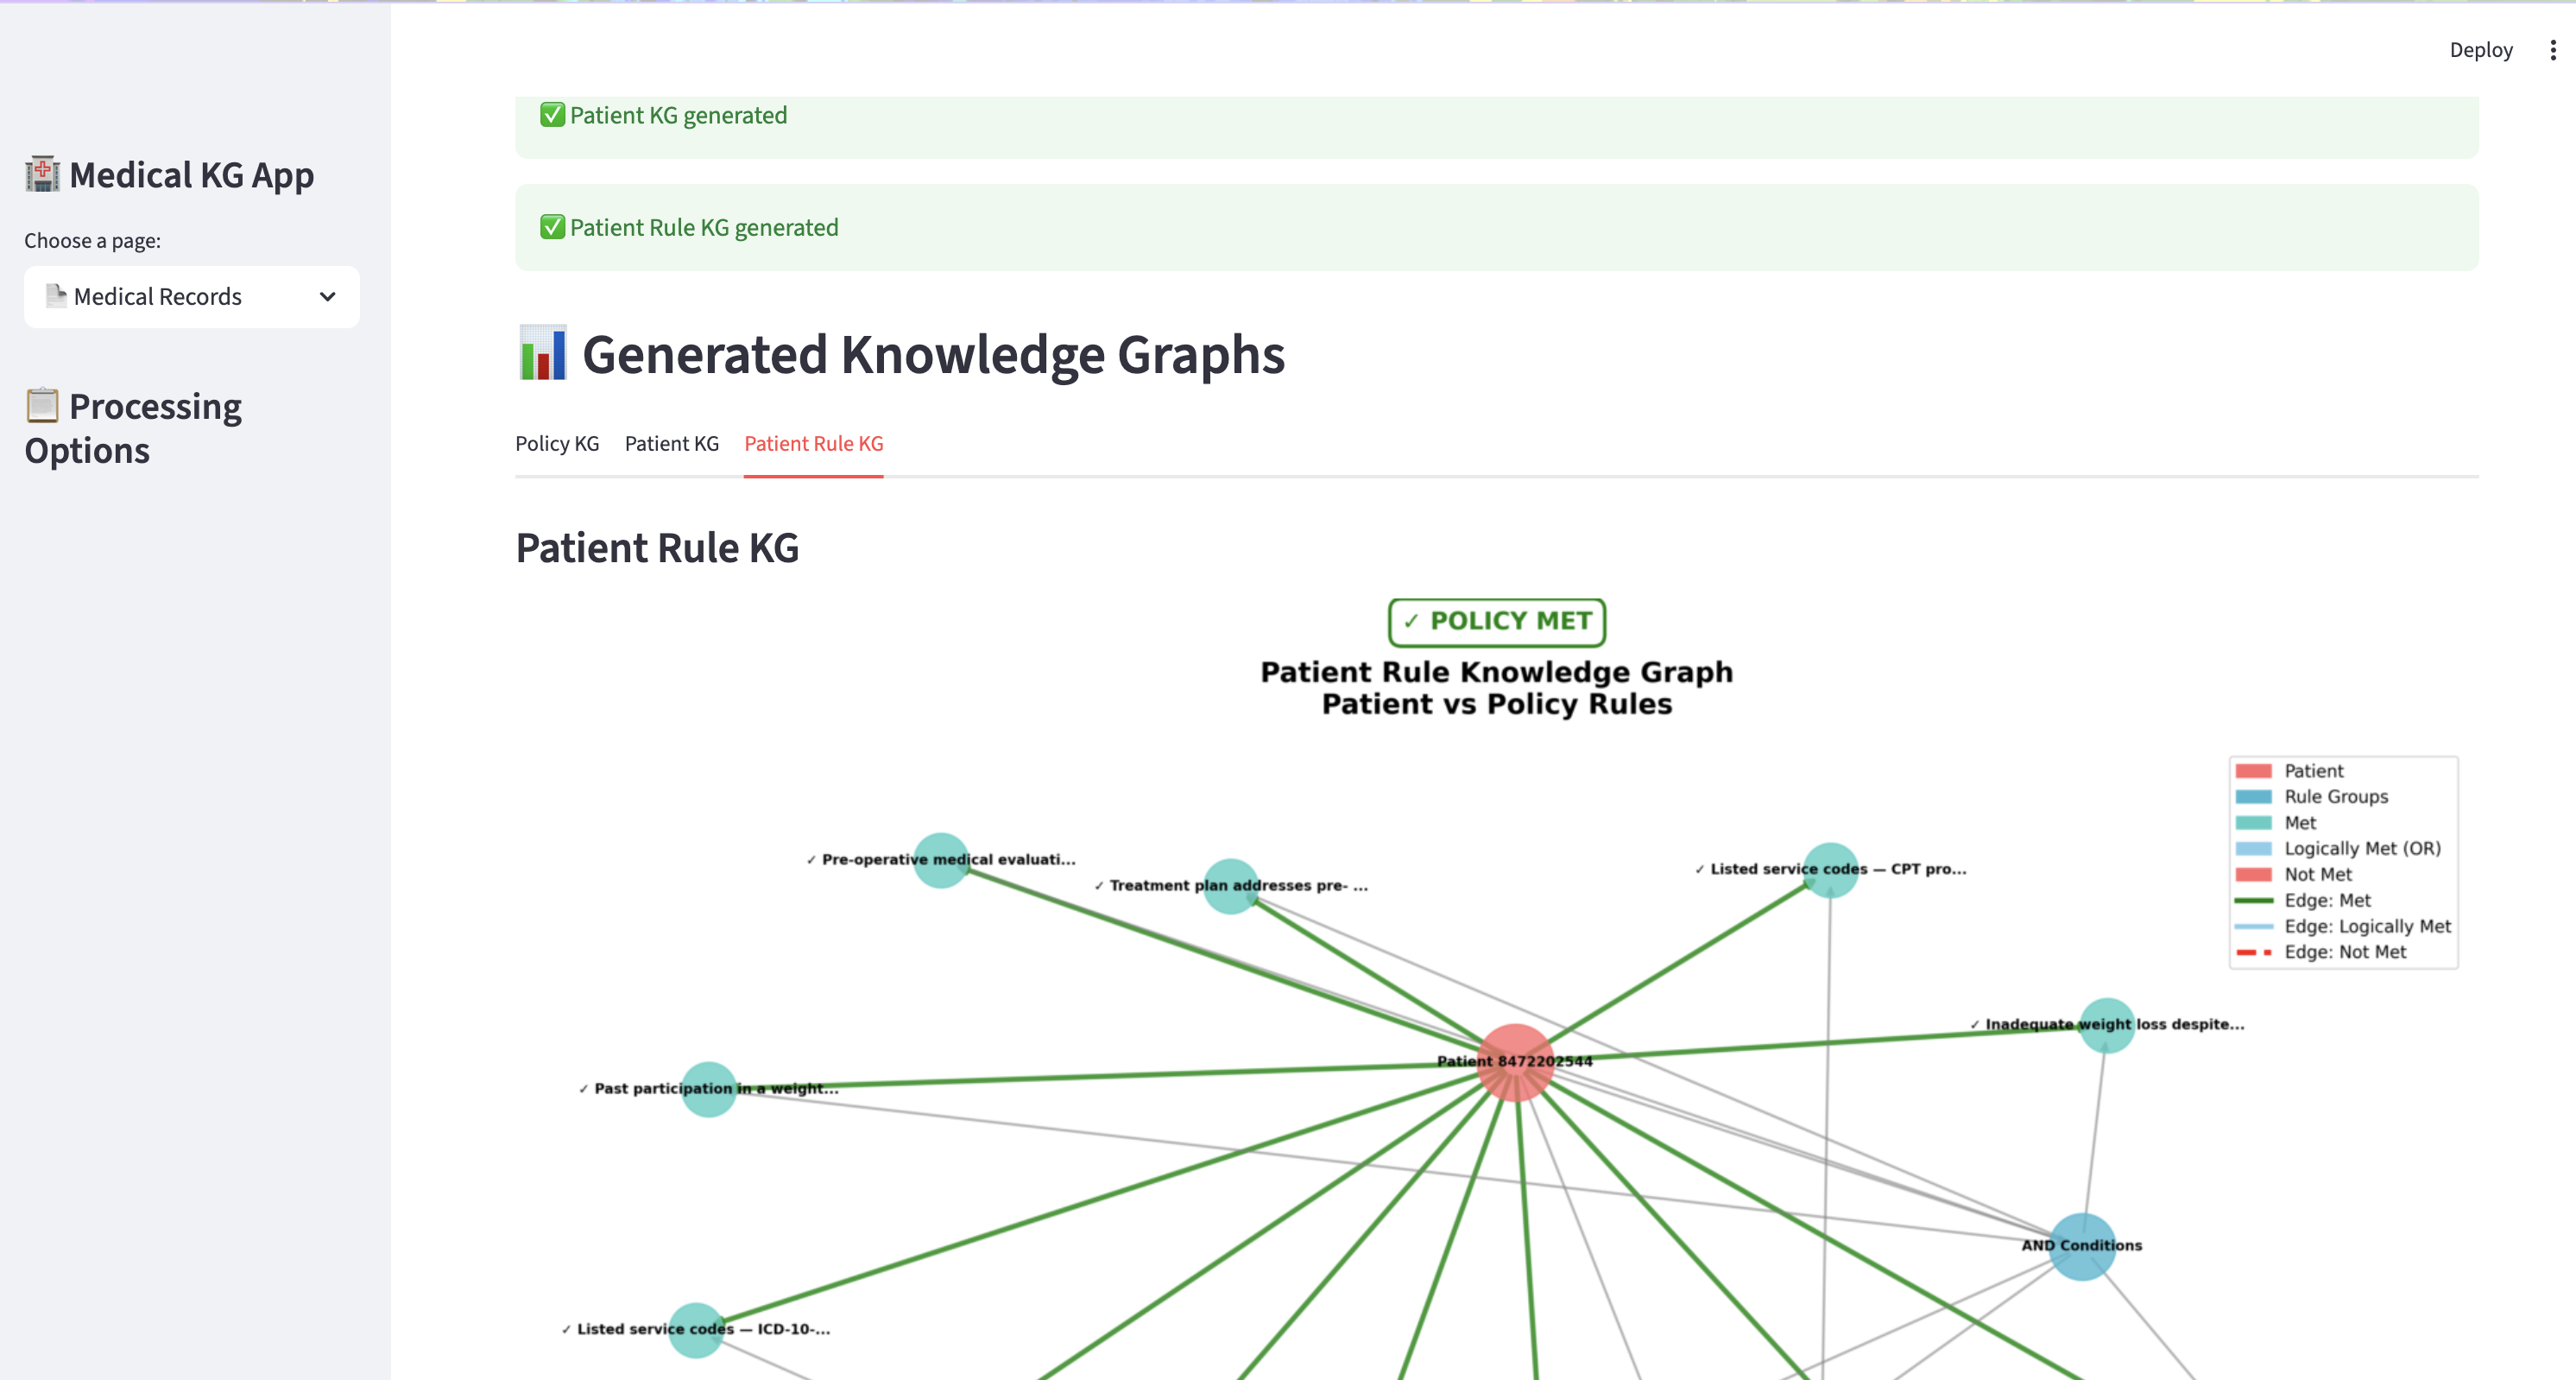 Deploy
🏥 Medical KG App
Choose a page:
📄 Medical Records
📋 Processing
Options
✅ Patient KG generated
✅ Patient Rule KG generated
📊 Generated Knowledge Graphs
Policy KG
Patient KG
Patient Rule KG
Patient Rule KG
✓ POLICY MET
Patient Rule Knowledge Graph
Patient vs Policy Rules
Patient
Rule Groups
Met
Logically Met (OR)
Not Met
Edge: Met
Edge: Logically Met
Edge: Not Met
✓ Pre-operative medical evaluati...
✓ Treatment plan addresses pre- ...
✓ Listed service codes — CPT pro...
✓ Inadequate weight loss despite...
Patient 8472202544
✓ Past participation in a weight...
AND Conditions
✓ Listed service codes — ICD-10-...